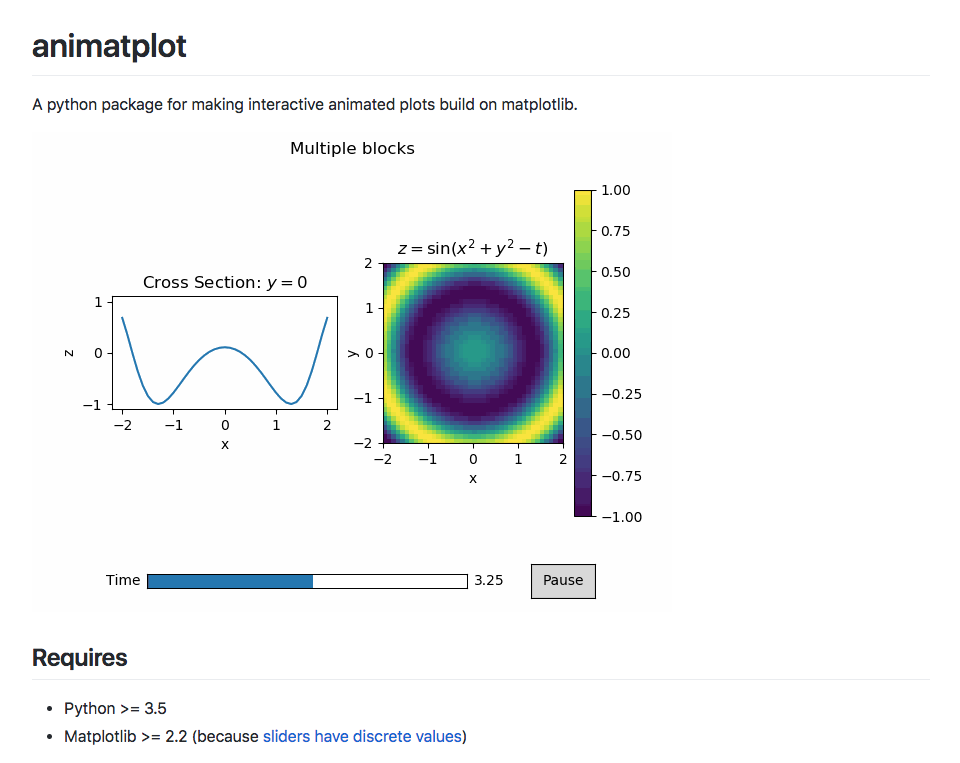 animatplot
A python package for making interactive animated plots build on matplotlib.
Multiple blocks
Cross Section: y = 0
1
0
−1
z
−2 −1 0 1 2
x
z = sin(x² + y² − t)
2
1
0
−1
−2
y
−2 −1 0 1 2
x
1.00
0.75
0.50
0.25
0.00
−0.25
−0.50
−0.75
−1.00
Time 3.25 Pause
Requires
• Python >= 3.5
• Matplotlib >= 2.2 (because sliders have discrete values)